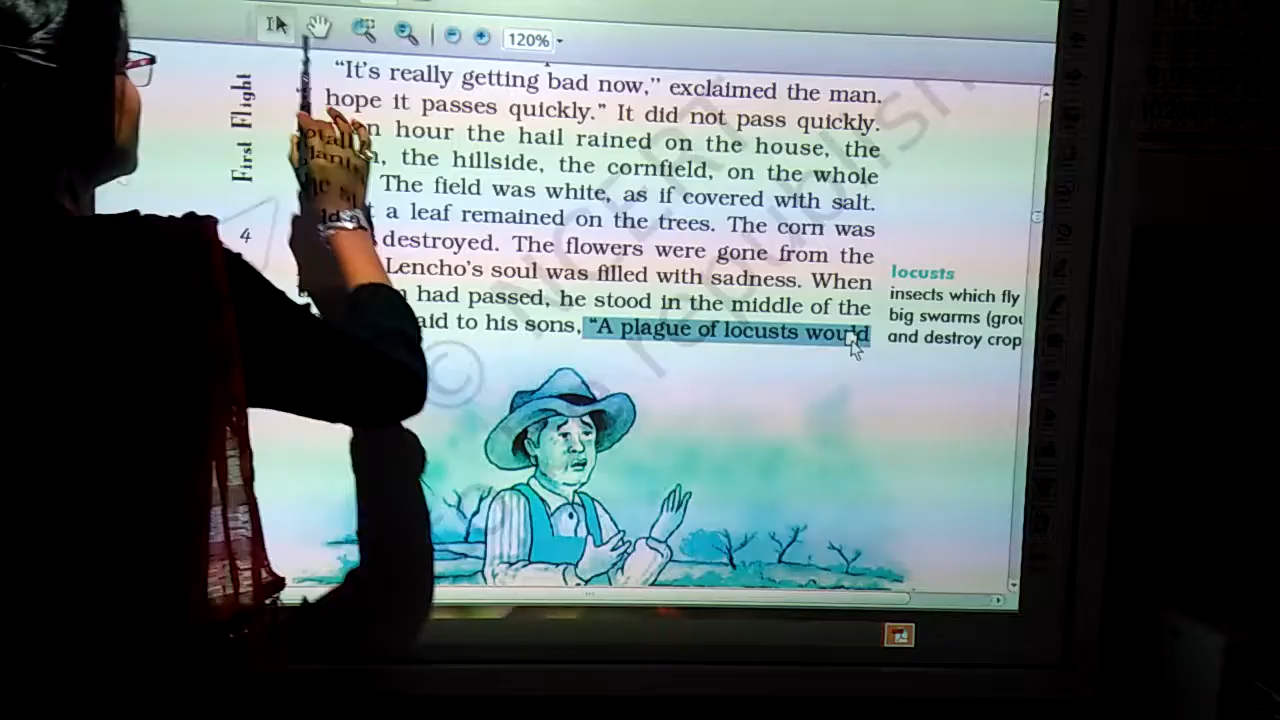 120%
"It's really getting bad now," exclaimed the man.
hope it passes quickly." It did not pass quickly.
n hour the hail rained on the house, the
, the hillside, the cornfield, on the whole
The field was white, as if covered with salt.
a leaf remained on the trees. The corn was
destroyed. The flowers were gone from the
Lencho's soul was filled with sadness. When
had passed, he stood in the middle of the
aid to his sons, "A plague of locusts would
First Flight
4
locusts
insects which fly
big swarms (grou
and destroy crop
© NCERT
republish